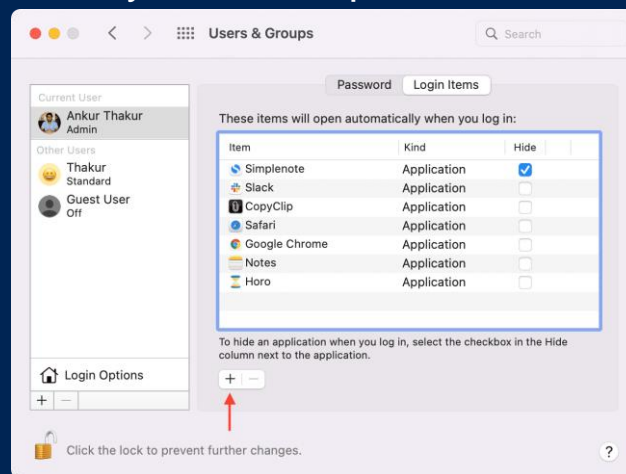 Users & Groups
Search
Password Login Items
Current User
Ankur Thakur
Admin
Other Users
Thakur
Standard
Guest User
Off
Login Options
+ −
These items will open automatically when you log in:
Item Kind Hide
Simplenote Application
Slack Application
CopyClip Application
Safari Application
Google Chrome Application
Notes Application
Horo Application
To hide an application when you log in, select the checkbox in the Hide
column next to the application.
+ −
Click the lock to prevent further changes.
?